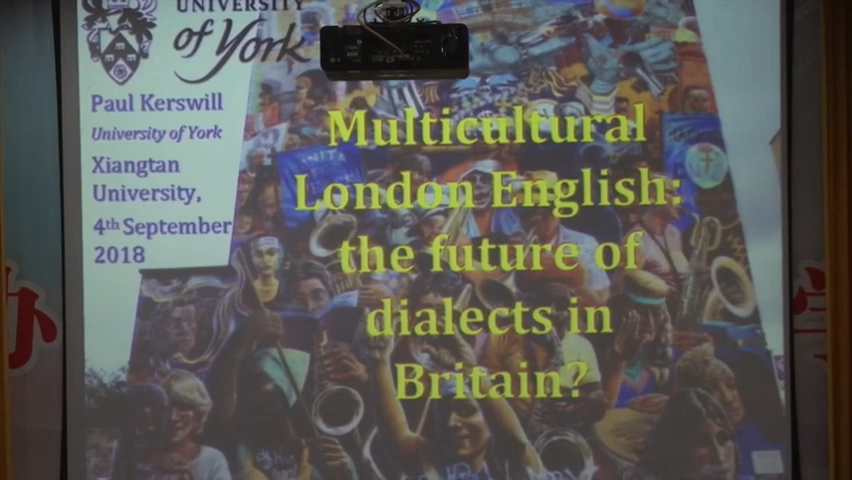 UNIVERSITY
of York
Paul Kerswill
University of York
Xiangtan
University,
4th September
2018
Multicultural
London English:
the future of
dialects in
Britain?